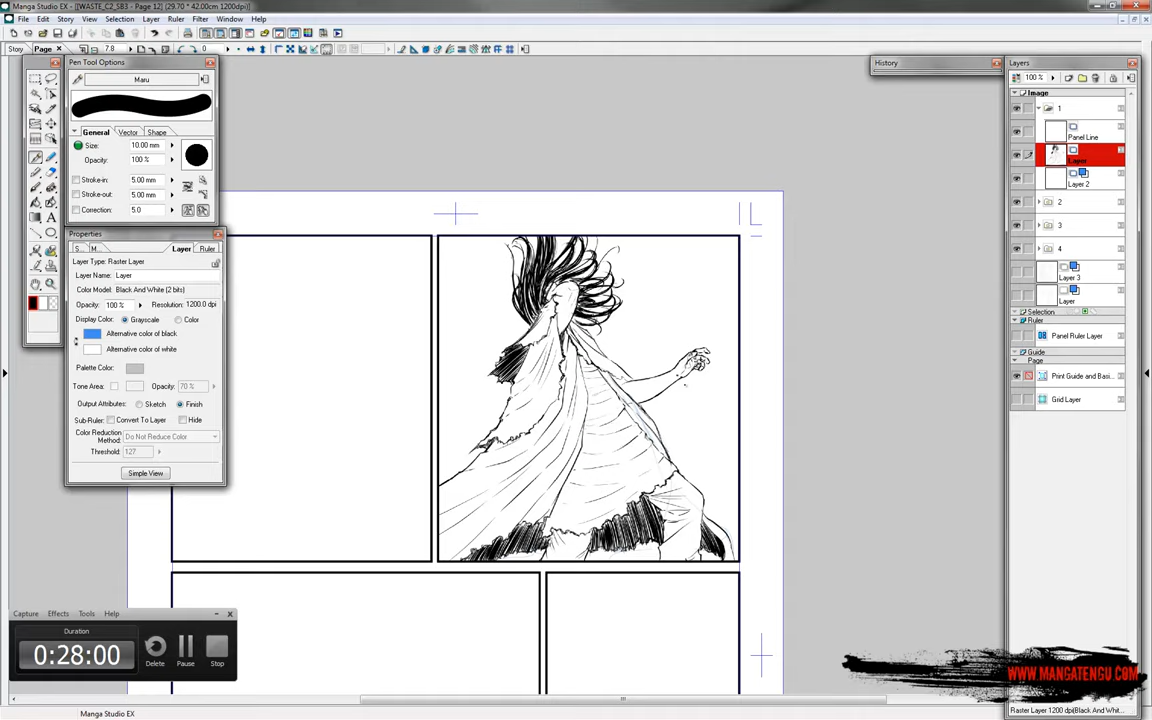 Manga Studio EX - [[WASTE_C2_SB3 - Page 12] (29.70 * 42.00cm 1200dpi)
File Edit Story View Selection Layer Ruler Filter Window Help
Story Page 7.8 0
Pen Tool Options
Maru
General Vector Shape
Size: 10.00 mm
Opacity: 100 %
Stroke-in: 5.00 mm
Stroke-out: 5.00 mm
Correction: 5.0
Properties
S... M... Layer Ruler
Layer Type: Raster Layer
Layer Name: Layer
Color Model: Black And White (2 bits)
Opacity: 100 % Resolution: 1200.0 dpi
Display Color: Grayscale Color
Alternative color of black
Alternative color of white
Palette Color:
Tone Area: Opacity: 70 %
Output Attributes: Sketch Finish
Sub-Ruler: Convert To Layer Hide
Color Reduction Method: Do Not Reduce Color
Threshold: 127
Simple View
Capture Effects Tools Help
Duration
0:28:00
Delete Pause Stop
Manga Studio EX
History
Layers
100 %
Image
1
Panel Line
Layer
Layer 2
2
3
4
Layer 3
Layer
Selection
Ruler
Panel Ruler Layer
Guide
Page
Print Guide and Basi...
Grid Layer
WWW.MANGATENGU.COM
Raster Layer 1200 dpi(Black And Whit...